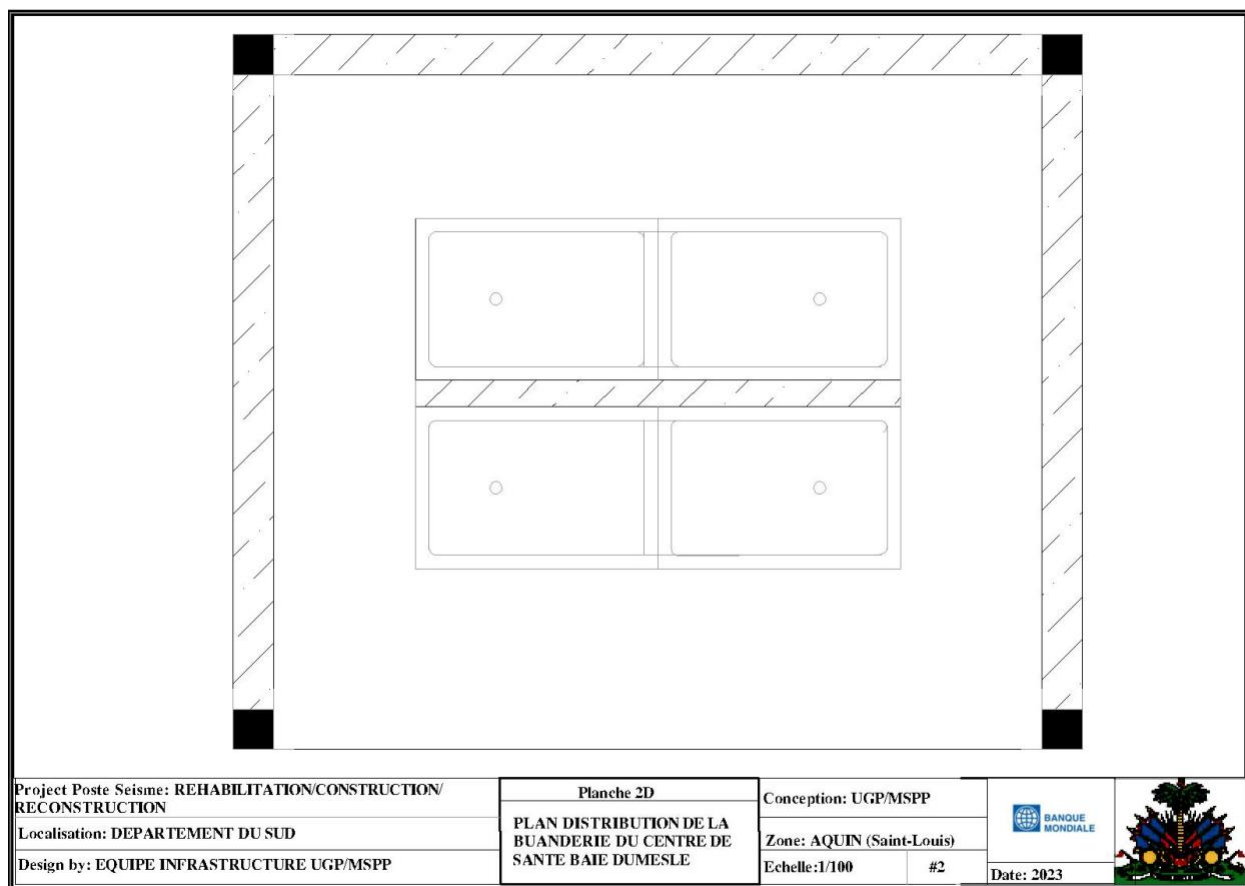 Project Poste Seisme: REHABILITATION/CONSTRUCTION/
RECONSTRUCTION
Localisation: DEPARTEMENT DU SUD
Design by: EQUIPE INFRASTRUCTURE UGP/MSPP
Planche 2D
PLAN DISTRIBUTION DE LA
BUANDERIE DU CENTRE DE
SANTE BAIE DUMESLE
Conception: UGP/MSPP
Zone: AQUIN (Saint-Louis)
Echelle:1/100
#2
BANQUE
MONDIALE
Date: 2023